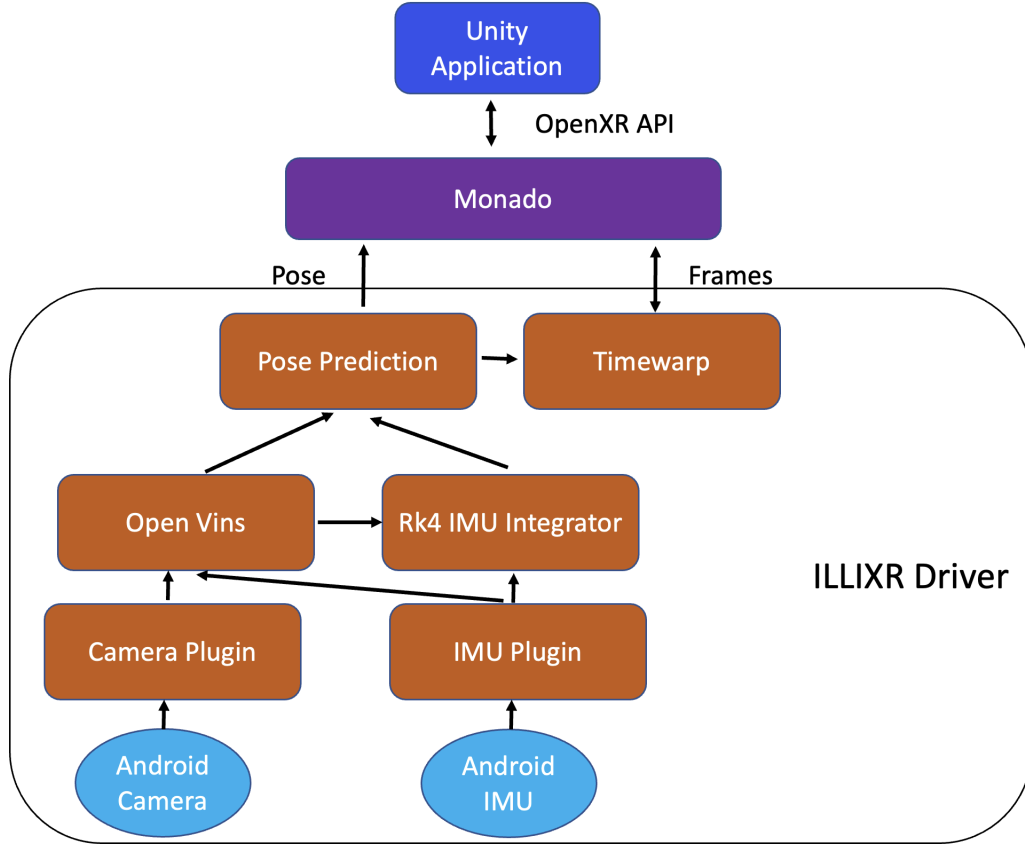 Unity
Application
OpenXR API
Monado
Pose
Frames
Pose Prediction
Timewarp
Open Vins
Rk4 IMU Integrator
ILLIXR Driver
Camera Plugin
IMU Plugin
Android
Camera
Android
IMU